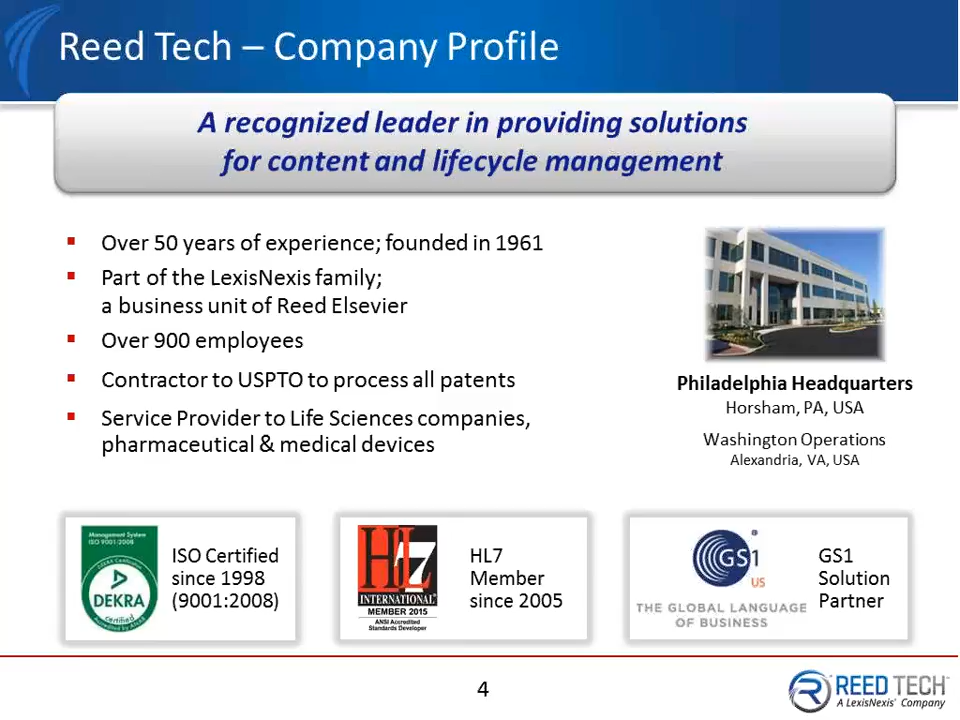 Reed Tech – Company Profile
A recognized leader in providing solutions
for content and lifecycle management
Over 50 years of experience; founded in 1961
Part of the LexisNexis family;
a business unit of Reed Elsevier
Over 900 employees
Contractor to USPTO to process all patents
Service Provider to Life Sciences companies,
pharmaceutical & medical devices
Philadelphia Headquarters
Horsham, PA, USA
Washington Operations
Alexandria, VA, USA
Management System
ISO 9001:2008
DEKRA
certified
ISO Certified
since 1998
(9001:2008)
HL7
INTERNATIONAL®
MEMBER 2015
ANSI Accredited
Standards Developer
HL7
Member
since 2005
GS1
®
US
THE GLOBAL LANGUAGE
OF BUSINESS
GS1
Solution
Partner
4
REED TECH™
A LexisNexis® Company